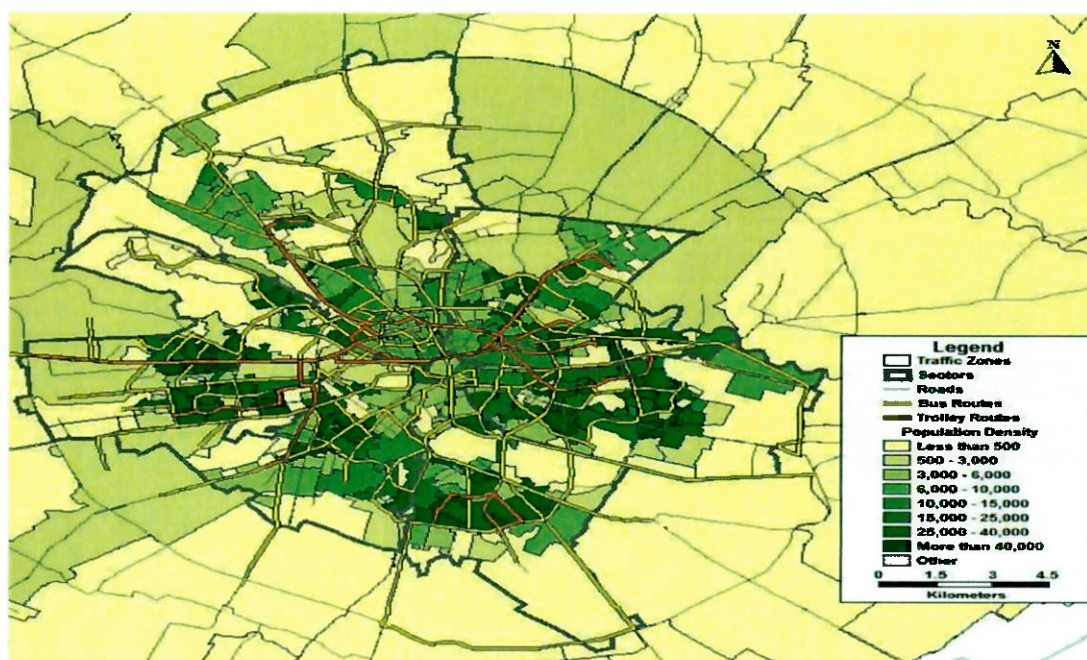 N
Legend
Traffic Zones
Sectors
Roads
Bus Routes
Trolley Routes
Population Density
Less than 500
500 - 3,000
3,000 - 6,000
6,000 - 10,000
10,000 - 15,000
15,000 - 25,000
25,000 - 40,000
More than 40,000
Other
0 1.5 3 4.5
Kilometers